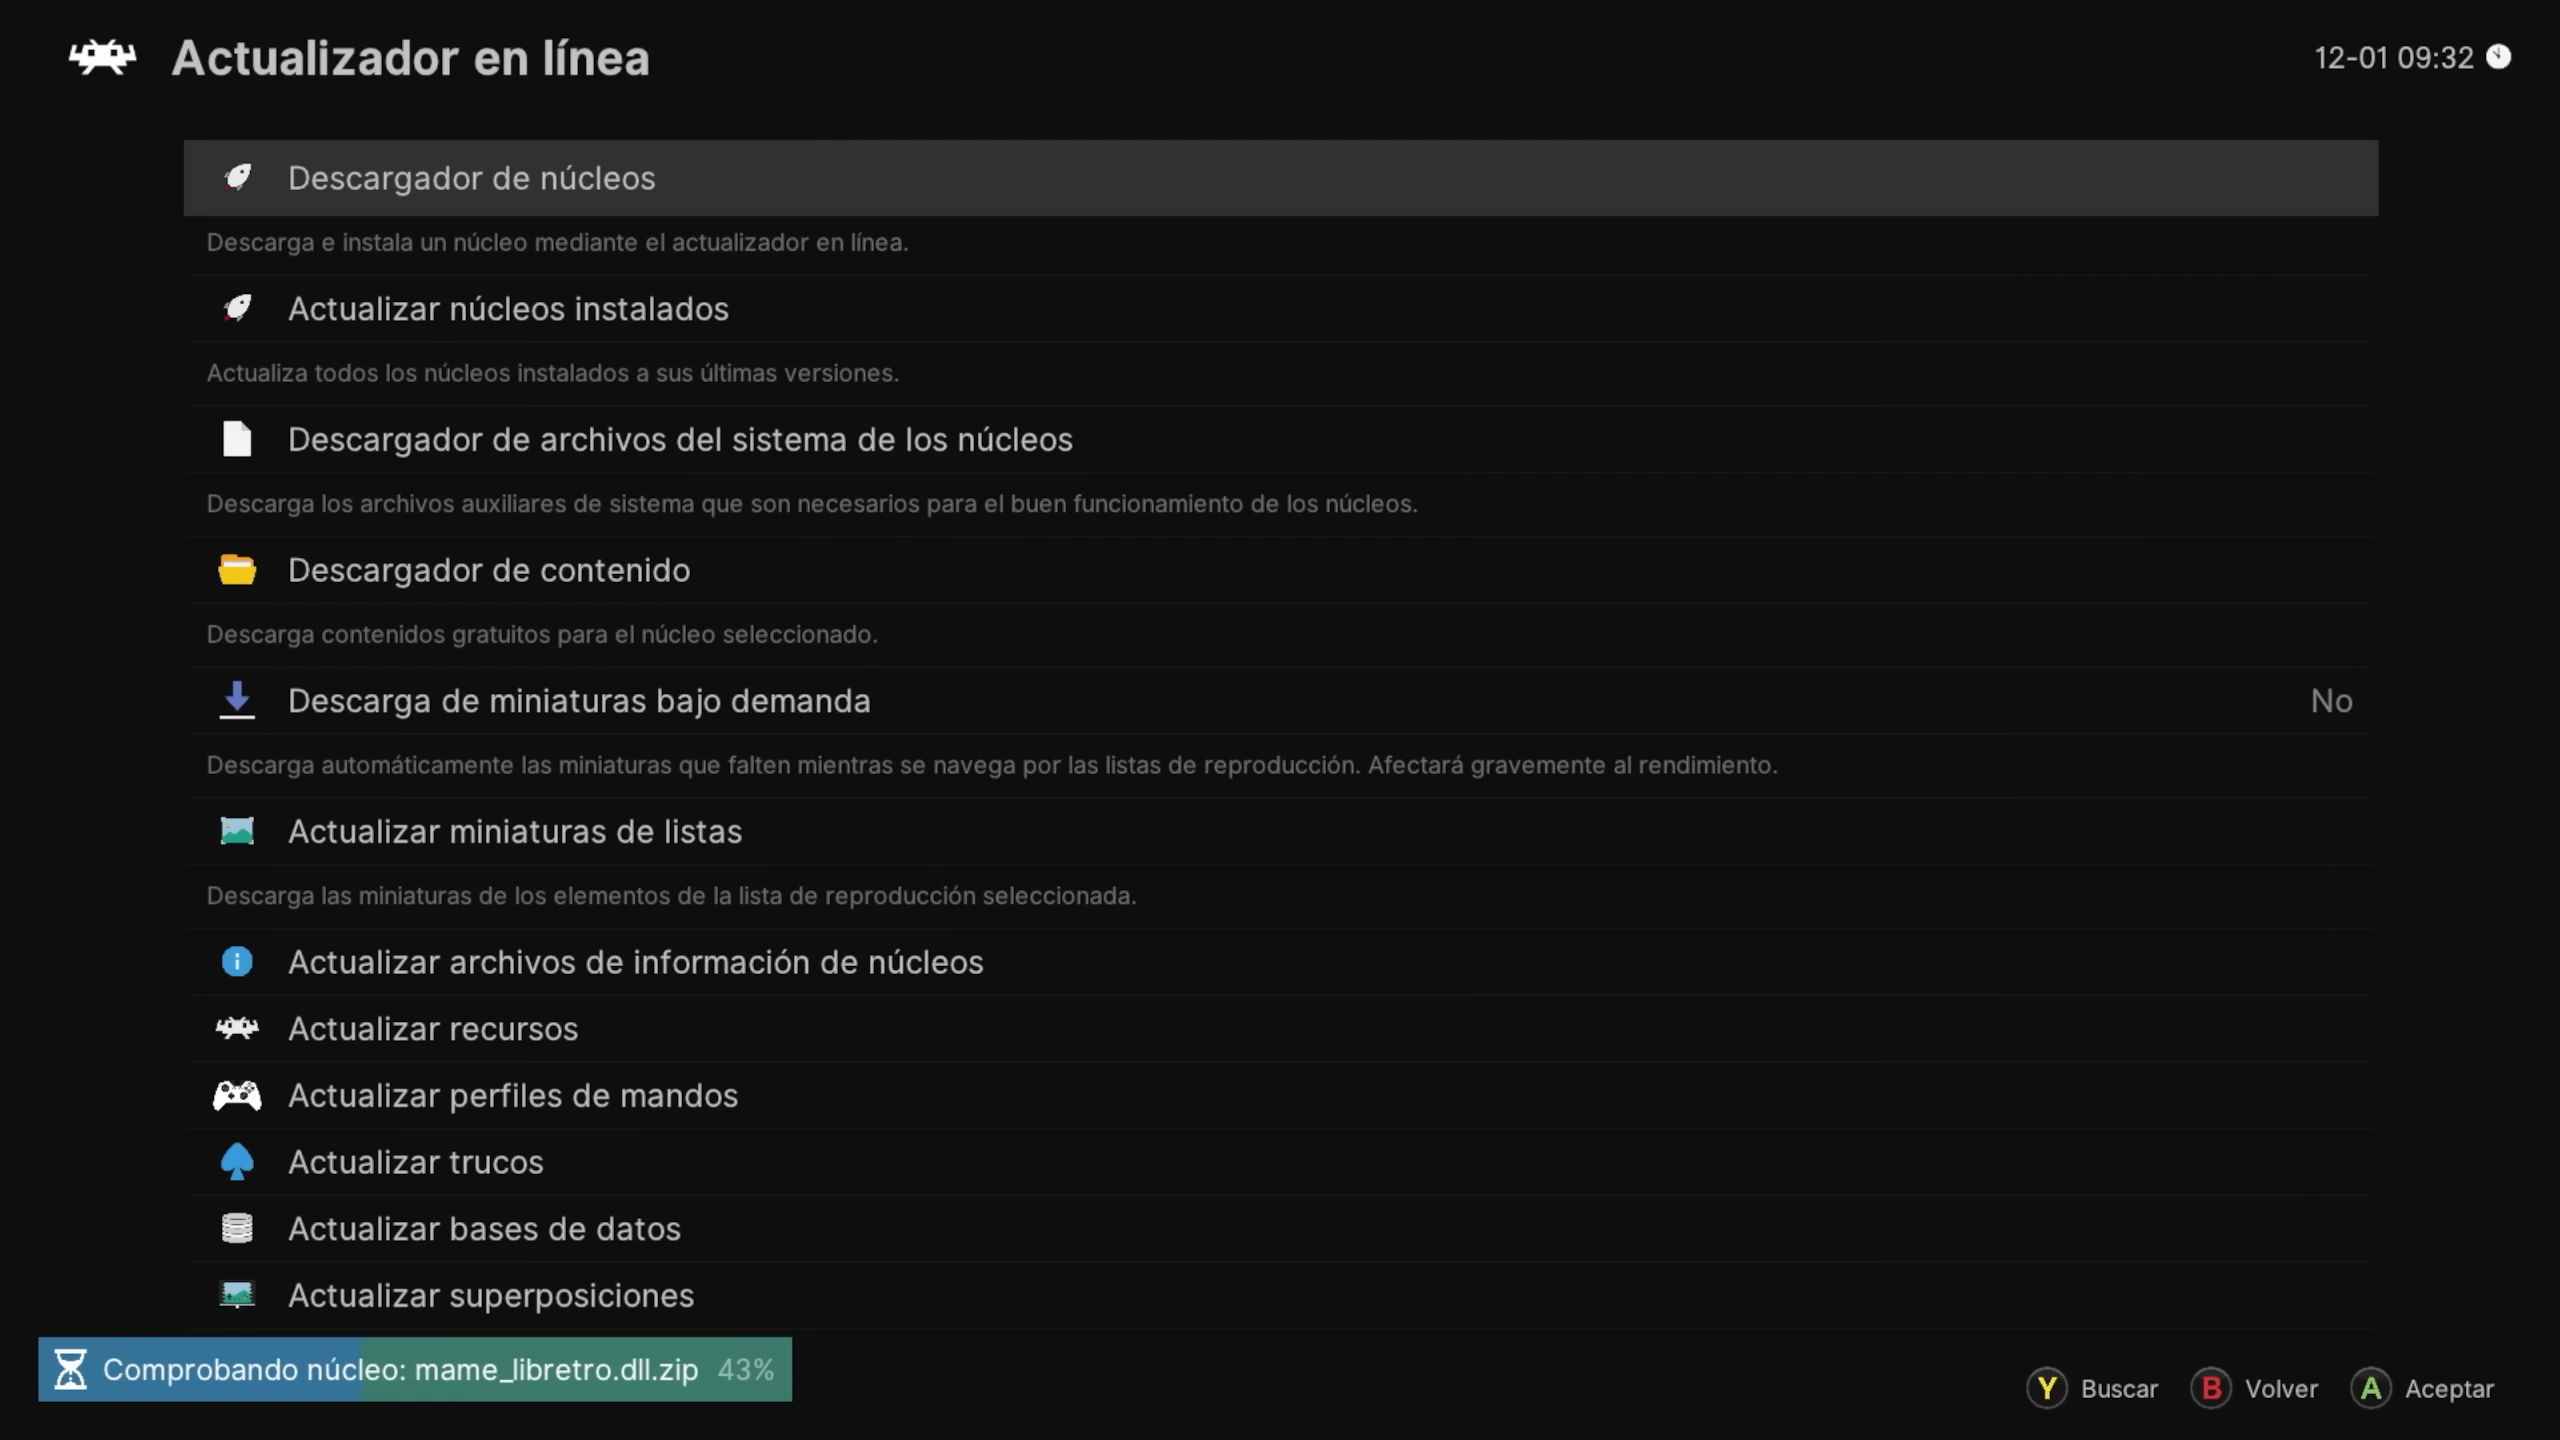 Actualizador en línea
12-01 09:32
Descargador de núcleos
Descarga e instala un núcleo mediante el actualizador en línea.
Actualizar núcleos instalados
Actualiza todos los núcleos instalados a sus últimas versiones.
Descargador de archivos del sistema de los núcleos
Descarga los archivos auxiliares de sistema que son necesarios para el buen funcionamiento de los núcleos.
Descargador de contenido
Descarga contenidos gratuitos para el núcleo seleccionado.
Descarga de miniaturas bajo demanda No
Descarga automáticamente las miniaturas que falten mientras se navega por las listas de reproducción. Afectará gravemente al rendimiento.
Actualizar miniaturas de listas
Descarga las miniaturas de los elementos de la lista de reproducción seleccionada.
Actualizar archivos de información de núcleos
Actualizar recursos
Actualizar perfiles de mandos
Actualizar trucos
Actualizar bases de datos
Actualizar superposiciones
Comprobando núcleo: mame_libretro.dll.zip 43%
Y Buscar B Volver A Aceptar